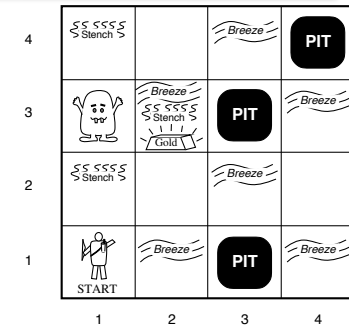 4
Stench
Breeze
PIT
3
Breeze
Stench
Gold
PIT
Breeze
2
Stench
Breeze
1
START
Breeze
PIT
Breeze
1
2
3
4